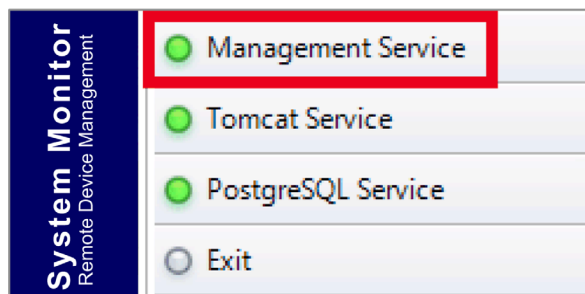 System Monitor
Remote Device Management
Management Service
Tomcat Service
PostgreSQL Service
Exit